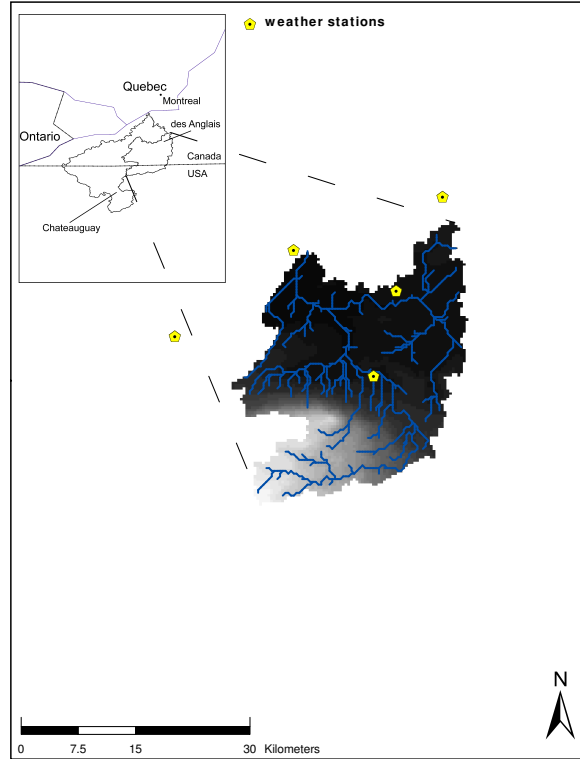 weather stations
Quebec
Montreal
des Anglais
Ontario
Canada
USA
Chateauguay
N
0 7.5 15 30 Kilometers